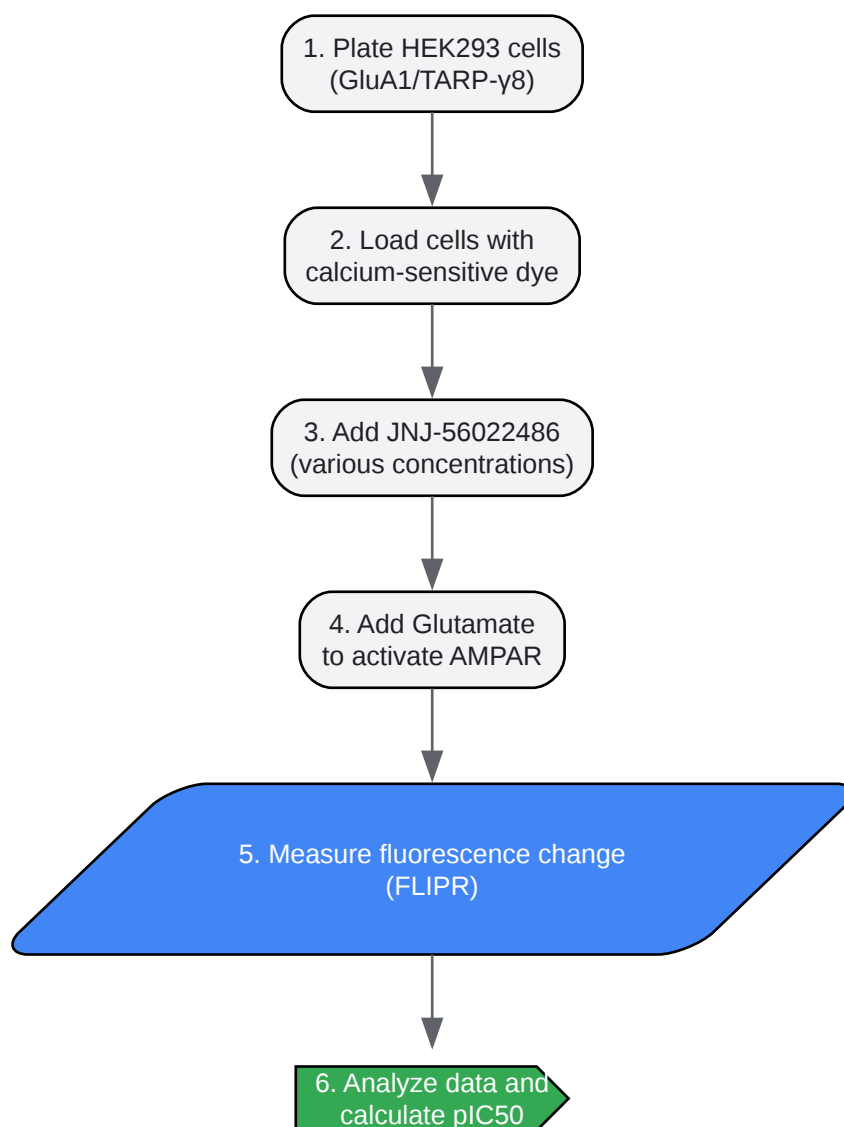 1. Plate HEK293 cells
(GluA1/TARP-γ8)
2. Load cells with
calcium-sensitive dye
3. Add JNJ-56022486
(various concentrations)
4. Add Glutamate
to activate AMPAR
5. Measure fluorescence change
(FLIPR)
6. Analyze data and
calculate pIC50